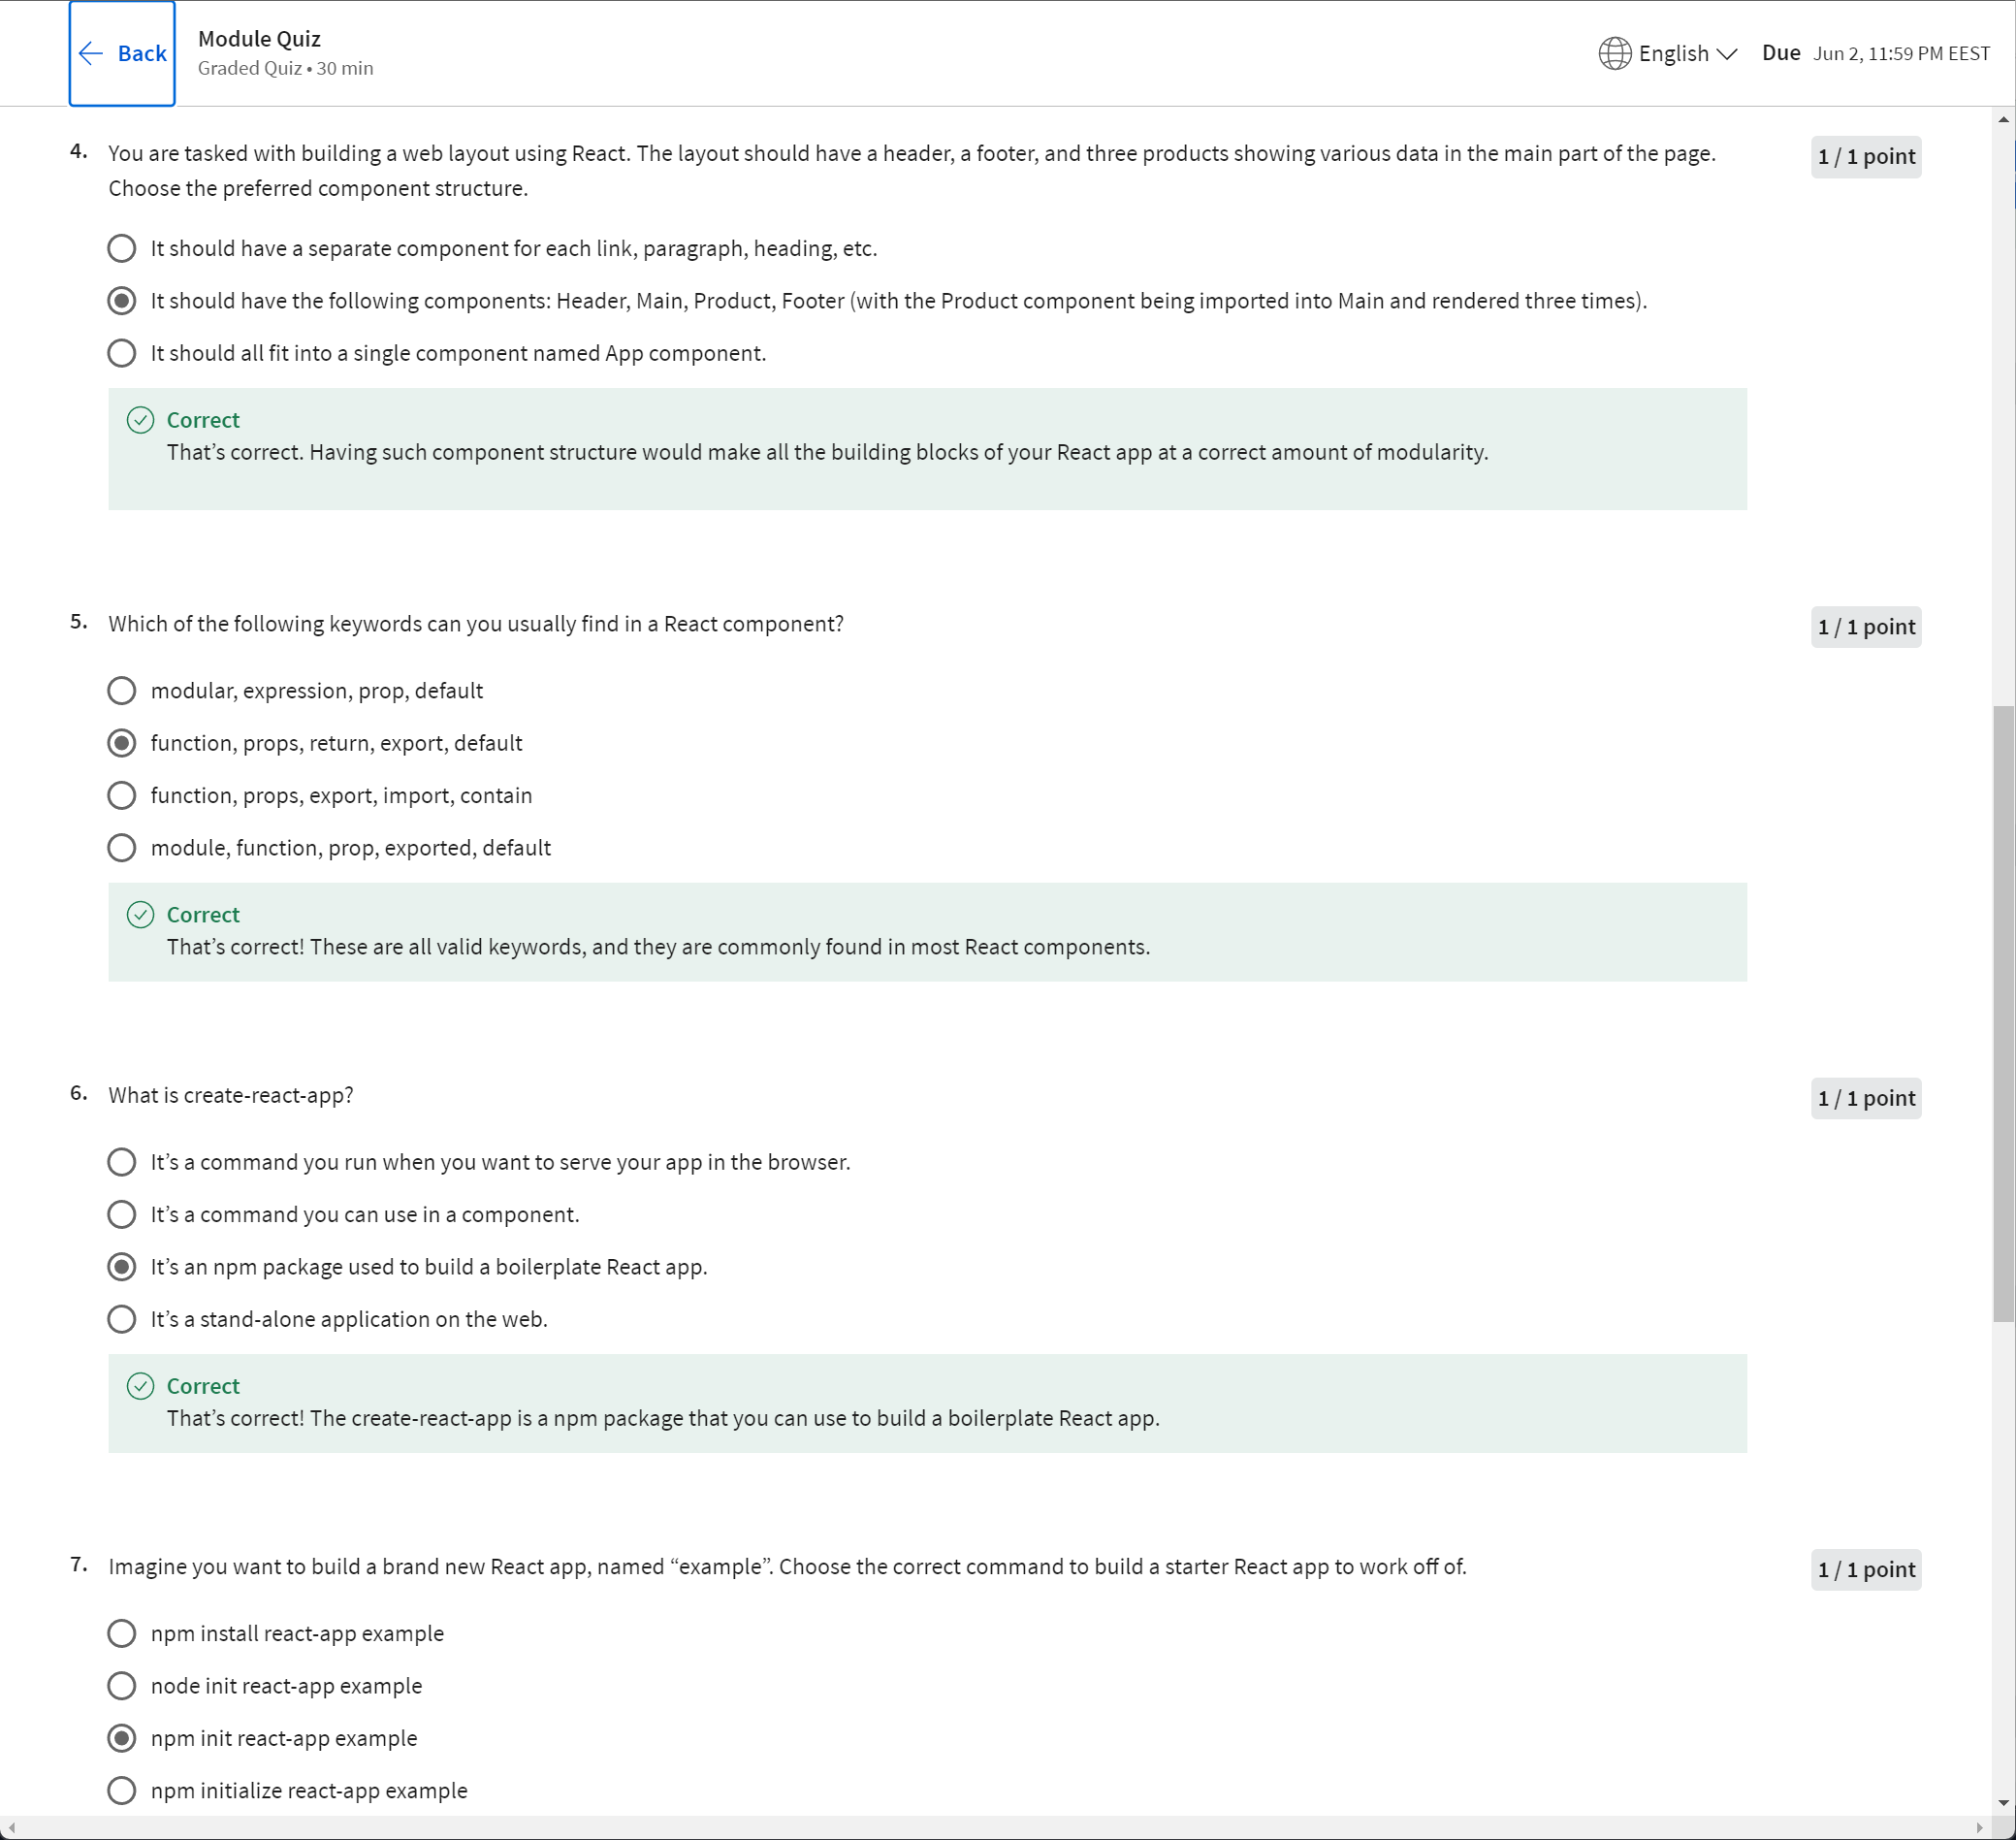 Back
Module Quiz
Graded Quiz • 30 min
English
Due Jun 2, 11:59 PM EEST
4. You are tasked with building a web layout using React. The layout should have a header, a footer, and three products showing various data in the main part of the page.
Choose the preferred component structure.
1 / 1 point
It should have a separate component for each link, paragraph, heading, etc.
It should have the following components: Header, Main, Product, Footer (with the Product component being imported into Main and rendered three times).
It should all fit into a single component named App component.
Correct
That’s correct. Having such component structure would make all the building blocks of your React app at a correct amount of modularity.
5. Which of the following keywords can you usually find in a React component?
1 / 1 point
modular, expression, prop, default
function, props, return, export, default
function, props, export, import, contain
module, function, prop, exported, default
Correct
That’s correct! These are all valid keywords, and they are commonly found in most React components.
6. What is create-react-app?
1 / 1 point
It’s a command you run when you want to serve your app in the browser.
It’s a command you can use in a component.
It’s an npm package used to build a boilerplate React app.
It’s a stand-alone application on the web.
Correct
That’s correct! The create-react-app is a npm package that you can use to build a boilerplate React app.
7. Imagine you want to build a brand new React app, named “example”. Choose the correct command to build a starter React app to work off of.
1 / 1 point
npm install react-app example
node init react-app example
npm init react-app example
npm initialize react-app example